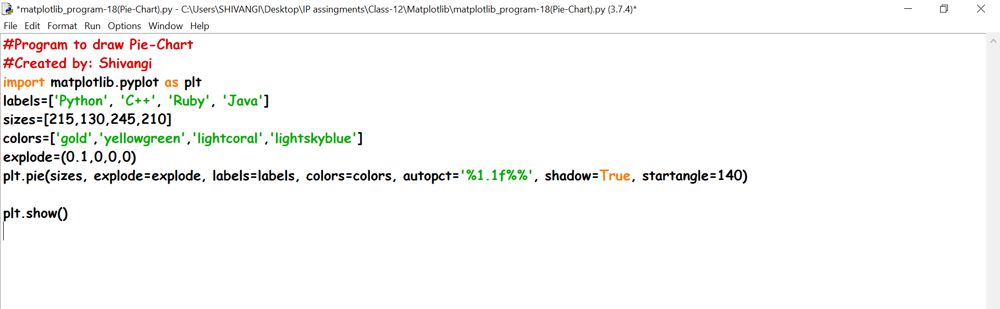 *matplotlib_program-18(Pie-Chart).py - C:\Users\SHIVANGI\Desktop\IP assingments\Class-12\Matplotlib\matplotlib_program-18(Pie-Chart).py (3.7.4)*
File Edit Format Run Options Window Help
#Program to draw Pie-Chart
#Created by: Shivangi
import matplotlib.pyplot as plt
labels=['Python', 'C++', 'Ruby', 'Java']
sizes=[215,130,245,210]
colors=['gold','yellowgreen','lightcoral','lightskyblue']
explode=(0.1,0,0,0)
plt.pie(sizes, explode=explode, labels=labels, colors=colors, autopct='%1.1f%%', shadow=True, startangle=140)
plt.show()